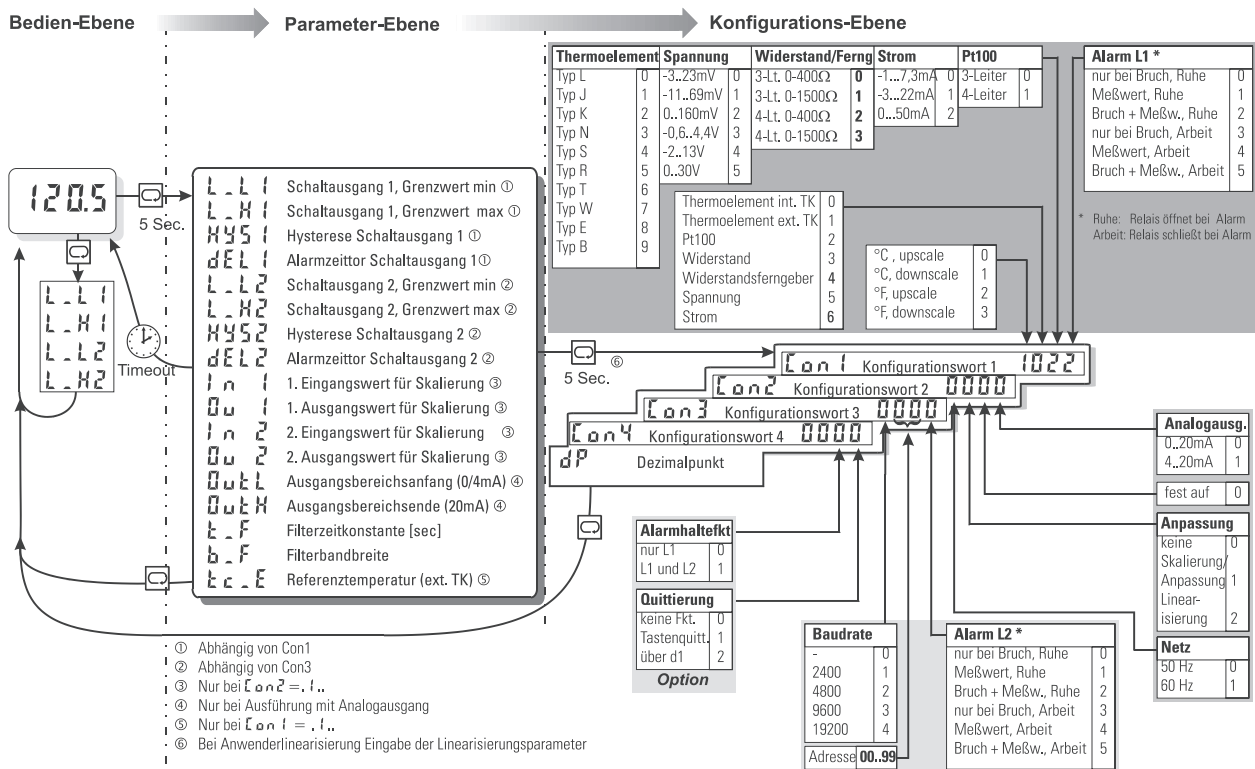 Bedien-Ebene
Parameter-Ebene
Konfigurations-Ebene
Thermoelement
Typ L 0
Typ J 1
Typ K 2
Typ N 3
Typ S 4
Typ R 5
Typ T 6
Typ W 7
Typ E 8
Typ B 9
Spannung
-3..23mV 0
-11..69mV 1
0..160mV 2
-0,6..4,4V 3
-2..13V 4
0..30V 5
Widerstand/Ferng
3-Lt. 0-400Ω 0
3-Lt. 0-1500Ω 1
4-Lt. 0-400Ω 2
4-Lt. 0-1500Ω 3
Strom
-1...7,3mA 0
-3...22mA 1
0...50mA 2
Pt100
3-Leiter 0
4-Leiter 1
Alarm L1 *
nur bei Bruch, Ruhe 0
Meßwert, Ruhe 1
Bruch + Meßw., Ruhe 2
nur bei Bruch, Arbeit 3
Meßwert, Arbeit 4
Bruch + Meßw., Arbeit 5
* Ruhe: Relais öffnet bei Alarm
Arbeit: Relais schließt bei Alarm
Thermoelement int. TK 0
Thermoelement ext. TK 1
Pt100 2
Widerstand 3
Widerstandsferngeber 4
Spannung 5
Strom 6
°C , upscale 0
°C, downscale 1
°F, upscale 2
°F, downscale 3
120.5
5 Sec.
L_L1
L_H1
L_L2
L_H2
Timeout
L_L1 Schaltausgang 1, Grenzwert min ①
L_H1 Schaltausgang 1, Grenzwert max ①
HYS1 Hysterese Schaltausgang 1 ①
dEL1 Alarmzeittor Schaltausgang 1①
L_L2 Schaltausgang 2, Grenzwert min ②
L_H2 Schaltausgang 2, Grenzwert max ②
HYS2 Hysterese Schaltausgang 2 ②
dEL2 Alarmzeittor Schaltausgang 2 ②
In 1 1. Eingangswert für Skalierung ③
Ou 1 1. Ausgangswert für Skalierung ③
In 2 2. Eingangswert für Skalierung ③
Ou 2 2. Ausgangswert für Skalierung ③
OutL Ausgangsbereichsanfang (0/4mA) ④
OutH Ausgangsbereichsende (20mA) ④
t_F Filterzeitkonstante [sec]
b_F Filterbandbreite
tc_E Referenztemperatur (ext. TK) ⑤
⑥
5 Sec.
Con1 Konfigurationswort 1 1022
Con2 Konfigurationswort 2 0000
Con3 Konfigurationswort 3 0000
Con4 Konfigurationswort 4 0000
dP Dezimalpunkt
Analogausg.
0..20mA 0
4..20mA 1
fest auf 0
Anpassung
keine 0
Skalierung/
Anpassung 1
Linear-
isierung 2
Netz
50 Hz 0
60 Hz 1
Alarmhaltefkt
nur L1 0
L1 und L2 1
Quittierung
keine Fkt. 0
Tastenquitt. 1
über d1 2
Option
Baudrate
- 0
2400 1
4800 2
9600 3
19200 4
Adresse 00..99
Alarm L2 *
nur bei Bruch, Ruhe 0
Meßwert, Ruhe 1
Bruch + Meßw., Ruhe 2
nur bei Bruch, Arbeit 3
Meßwert, Arbeit 4
Bruch + Meßw., Arbeit 5
① Abhängig von Con1
② Abhängig von Con3
③ Nur bei Con2 = . 1 . .
④ Nur bei Ausführung mit Analogausgang
⑤ Nur bei Con1 = . 1 . .
⑥ Bei Anwenderlinearisierung Eingabe der Linearisierungsparameter